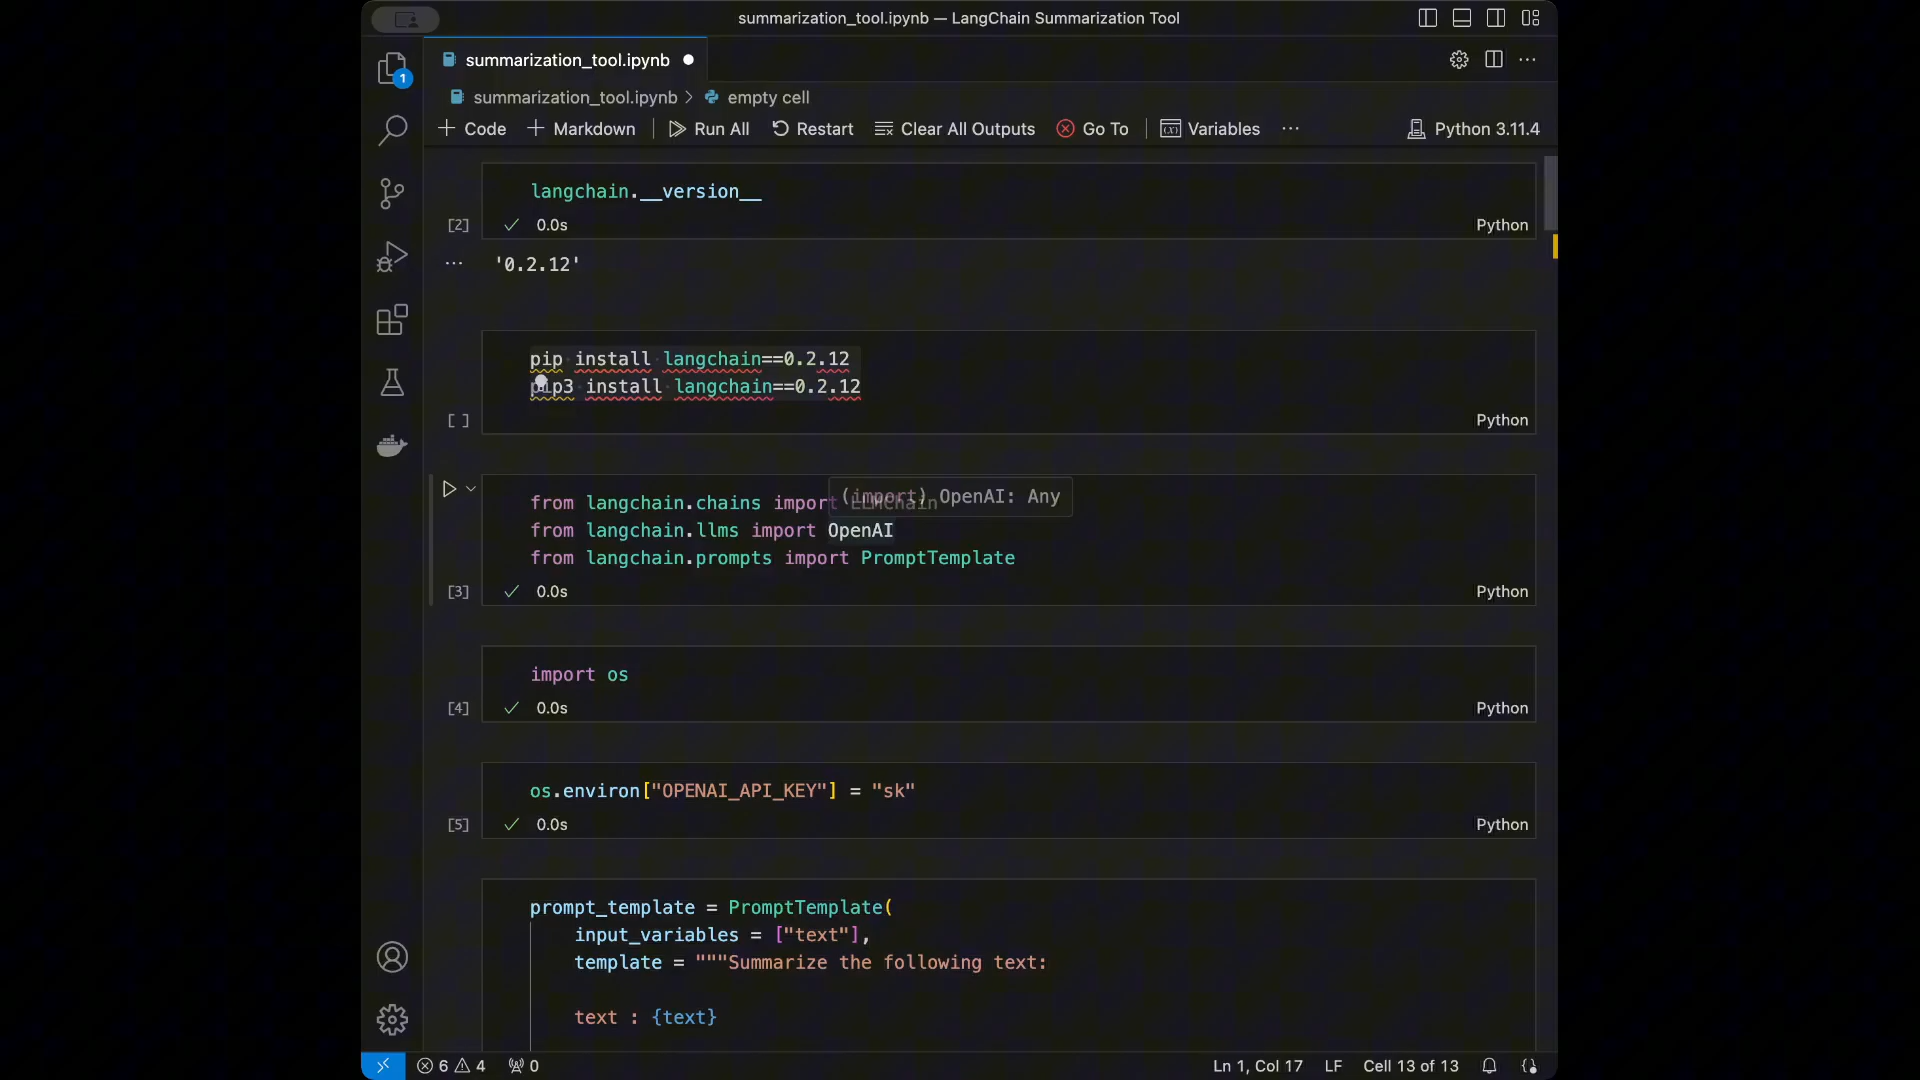 summarization_tool.ipynb — LangChain Summarization Tool
summarization_tool.ipynb
1
summarization_tool.ipynb > empty cell
+ Code + Markdown Run All Restart Clear All Outputs Go To Variables ··· Python 3.11.4
langchain.__version__
[2] 0.0s Python
'0.2.12'
pip install langchain==0.2.12
pip3 install langchain==0.2.12
[ ] Python
(import) OpenAI: Any
from langchain.chains import LLMChain
from langchain.llms import OpenAI
from langchain.prompts import PromptTemplate
[3] 0.0s Python
import os
[4] 0.0s Python
os.environ["OPENAI_API_KEY"] = "sk"
[5] 0.0s Python
prompt_template = PromptTemplate(
input_variables = ["text"],
template = """Summarize the following text:
text : {text}
6 4 0 Ln 1, Col 17 LF Cell 13 of 13